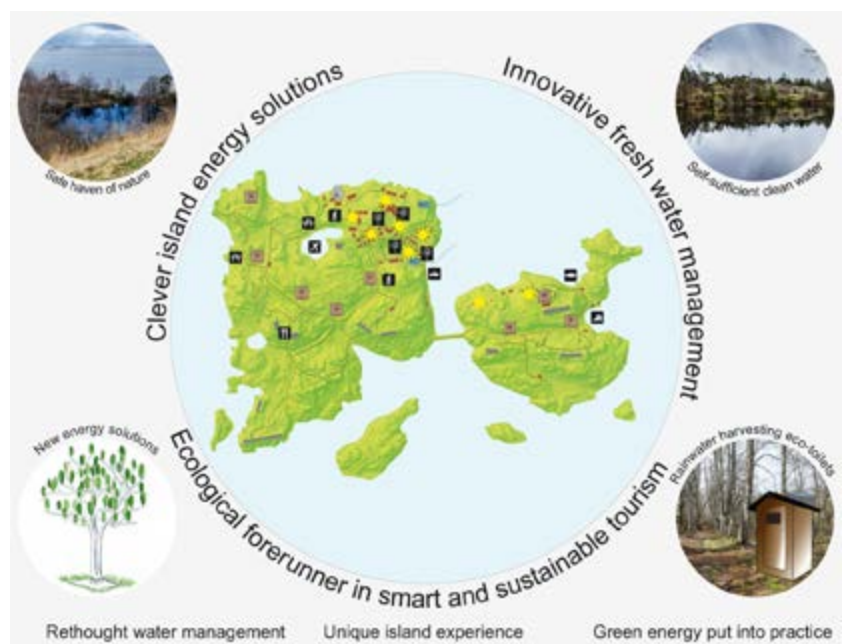 Clever island energy solutions
Innovative fresh water management
Safe haven of nature
Self-sufficient clean water
New energy solutions
Rainwater harvesting eco-toilets
Ecological forerunner in smart and sustainable tourism
Rethought water management
Unique island experience
Green energy put into practice